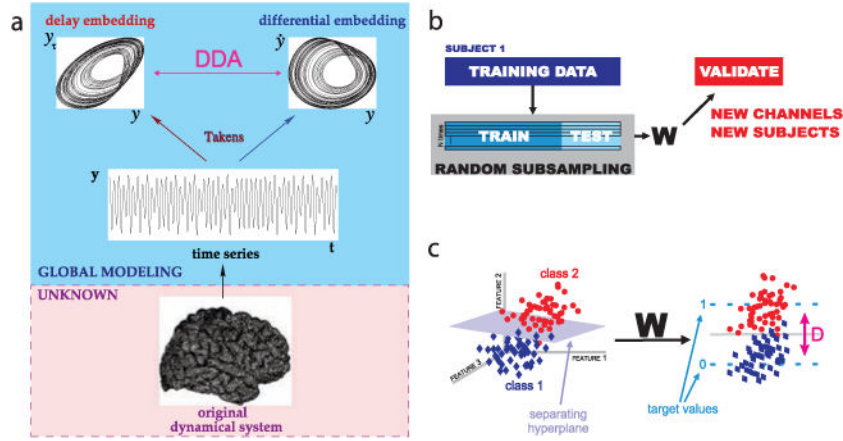 a
delay embedding
differential embedding
yτ
ẏ
DDA
y
y
Takens
y
t
time series
GLOBAL MODELING
UNKNOWN
original
dynamical system
b
SUBJECT 1
TRAINING DATA
VALIDATE
N times
TRAIN
TEST
W
NEW CHANNELS
NEW SUBJECTS
RANDOM SUBSAMPLING
c
class 2
FEATURE 2
FEATURE 1
FEATURE 3
class 1
separating
hyperplane
W
1
D
0
target values